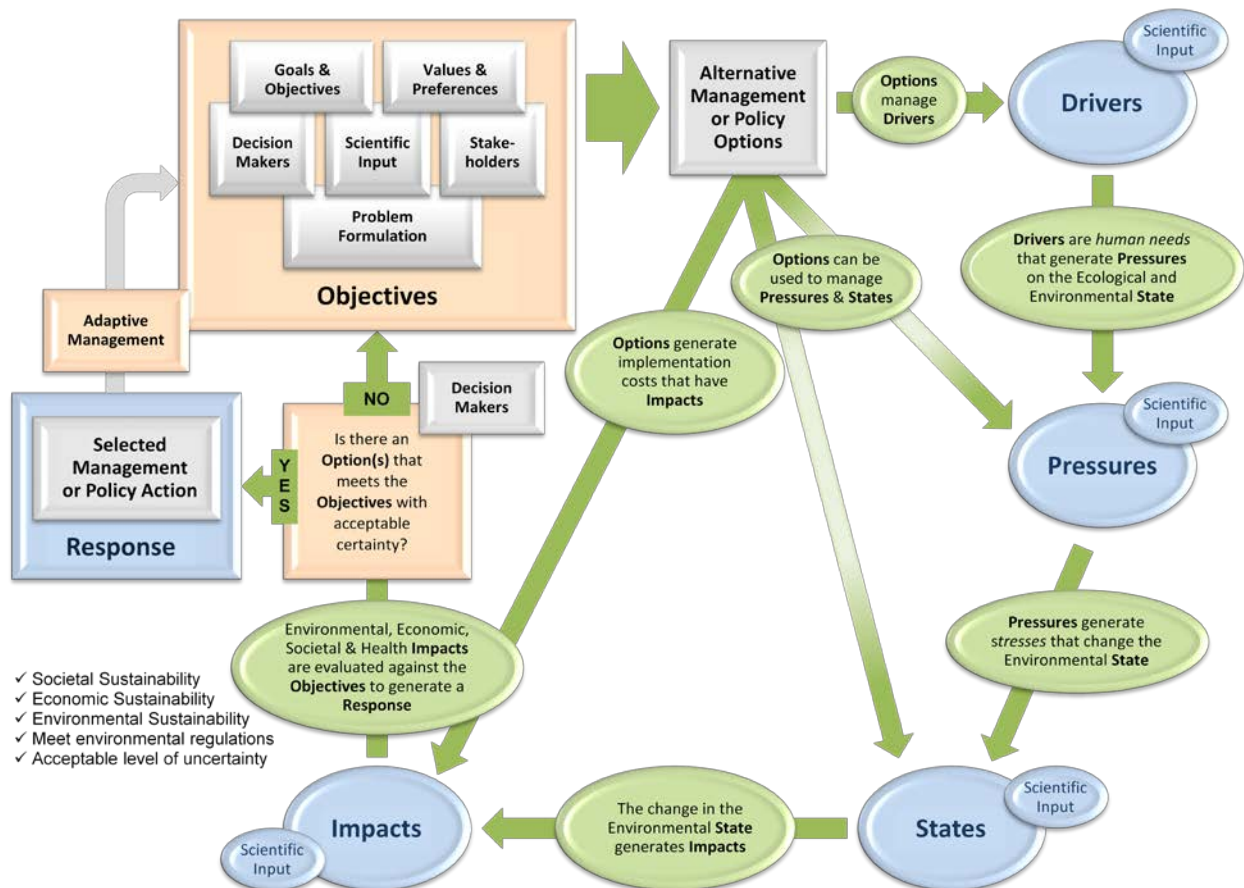 Goals &
Objectives
Values &
Preferences
Decision
Makers
Scientific
Input
Stake-
holders
Problem
Formulation
Objectives
Alternative
Management
or Policy
Options
Options
manage
Drivers
Scientific
Input
Drivers
Drivers are human needs
that generate Pressures
on the Ecological and
Environmental State
Options can be
used to manage
Pressures & States
Options generate
implementation
costs that have
Impacts
Adaptive
Management
NO
Decision
Makers
Selected
Management
or Policy Action
Response
YES
Is there an
Option(s) that
meets the
Objectives with
acceptable
certainty?
Scientific
Input
Pressures
Pressures generate
stresses that change the
Environmental State
Environmental, Economic,
Societal & Health Impacts
are evaluated against the
Objectives to generate a
Response
✓ Societal Sustainability
✓ Economic Sustainability
✓ Environmental Sustainability
✓ Meet environmental regulations
✓ Acceptable level of uncertainty
Impacts
Scientific
Input
The change in the
Environmental State
generates Impacts
States
Scientific
Input